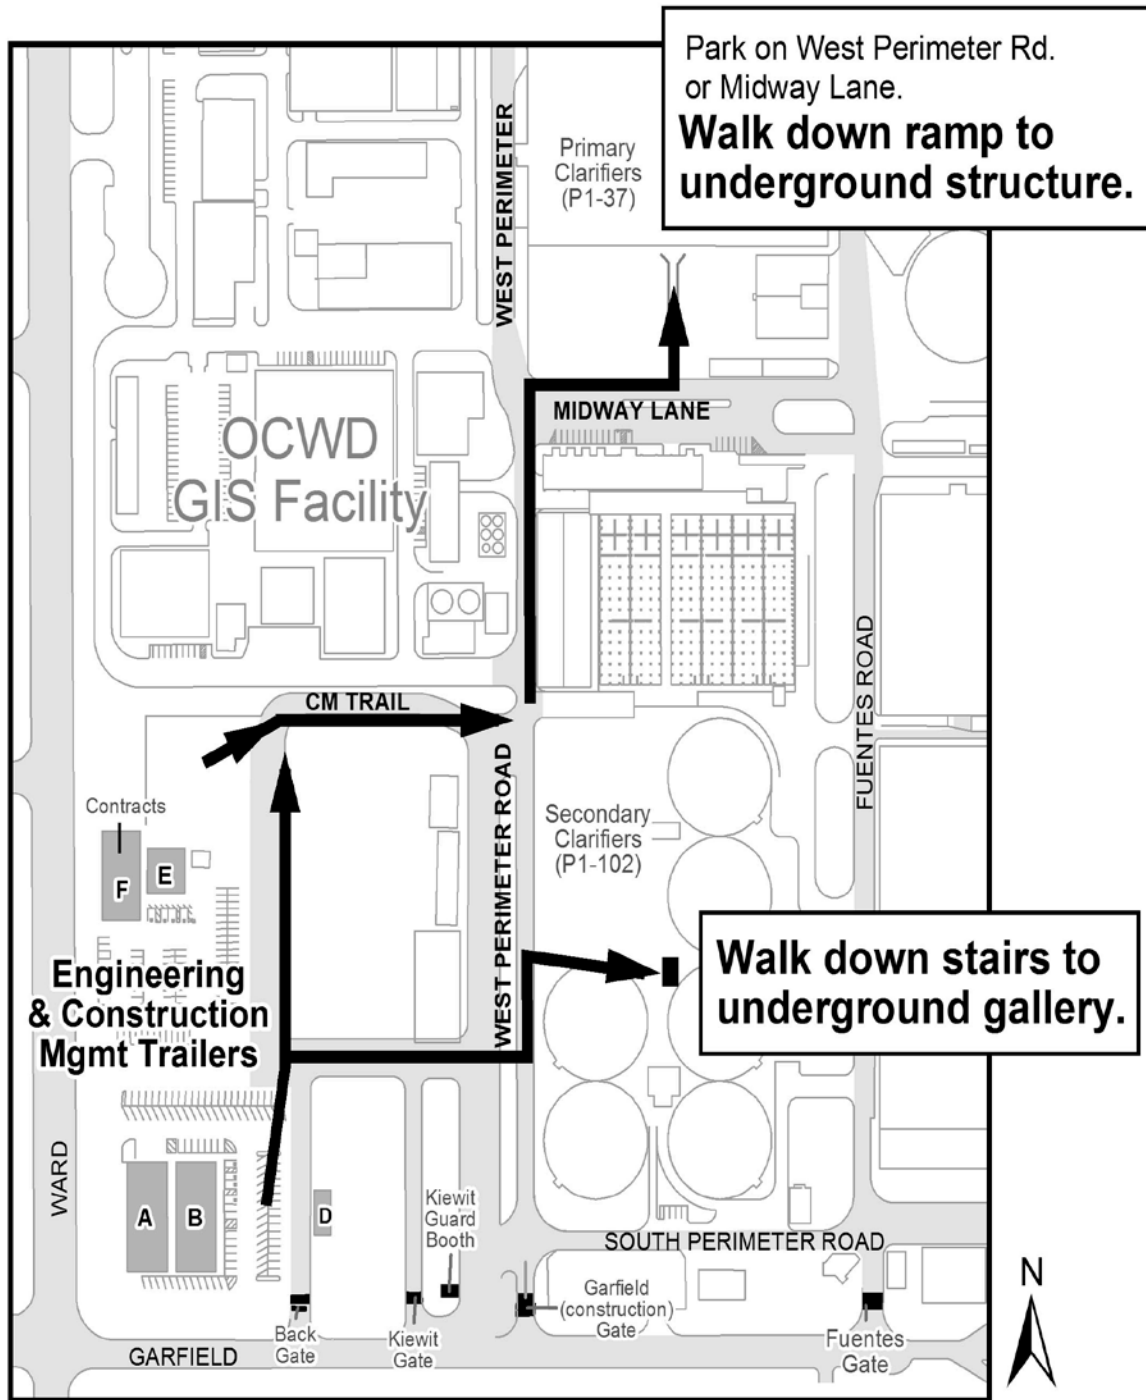 Park on West Perimeter Rd.
or Midway Lane.
Walk down ramp to
underground structure.
WEST PERIMETER
Primary
Clarifiers
(P1-37)
MIDWAY LANE
OCWD
GIS Facility
FUENTES ROAD
CM TRAIL
WEST PERIMETER ROAD
Contracts
F
E
Secondary
Clarifiers
(P1-102)
Walk down stairs to
underground gallery.
Engineering
& Construction
Mgmt Trailers
WARD
A
B
D
Kiewit
Guard
Booth
SOUTH PERIMETER ROAD
Garfield
(construction)
Gate
Back
Gate
Kiewit
Gate
Fuentes
Gate
GARFIELD
N